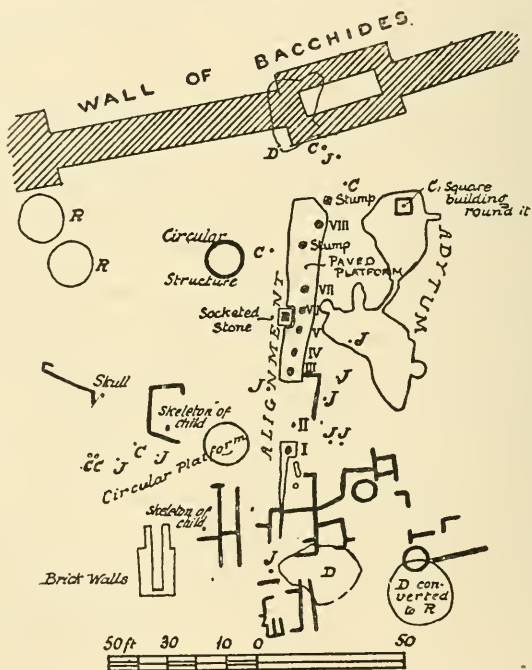 WALL OF BACCHIDES
D.
C.
J.
C
Stump
C, Square
building
round it
R
R
Circular
Structure
C
VIII
Stump
PAVED
PLATFORM
ADYTUM
VII
VI
Socketed
Stone
V
ALIGNMENT
IV
III
J
J
J
J
Skull
Skeleton of
child
II
J J
C J
CC J
Circular Platform
I
Skeleton of
child
J
D
Brick Walls
D con-
verted
to R
50ft 30 10 0 50